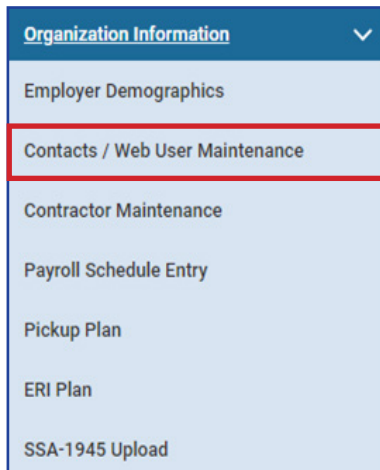 Organization Information
Employer Demographics
Contacts / Web User Maintenance
Contractor Maintenance
Payroll Schedule Entry
Pickup Plan
ERI Plan
SSA-1945 Upload